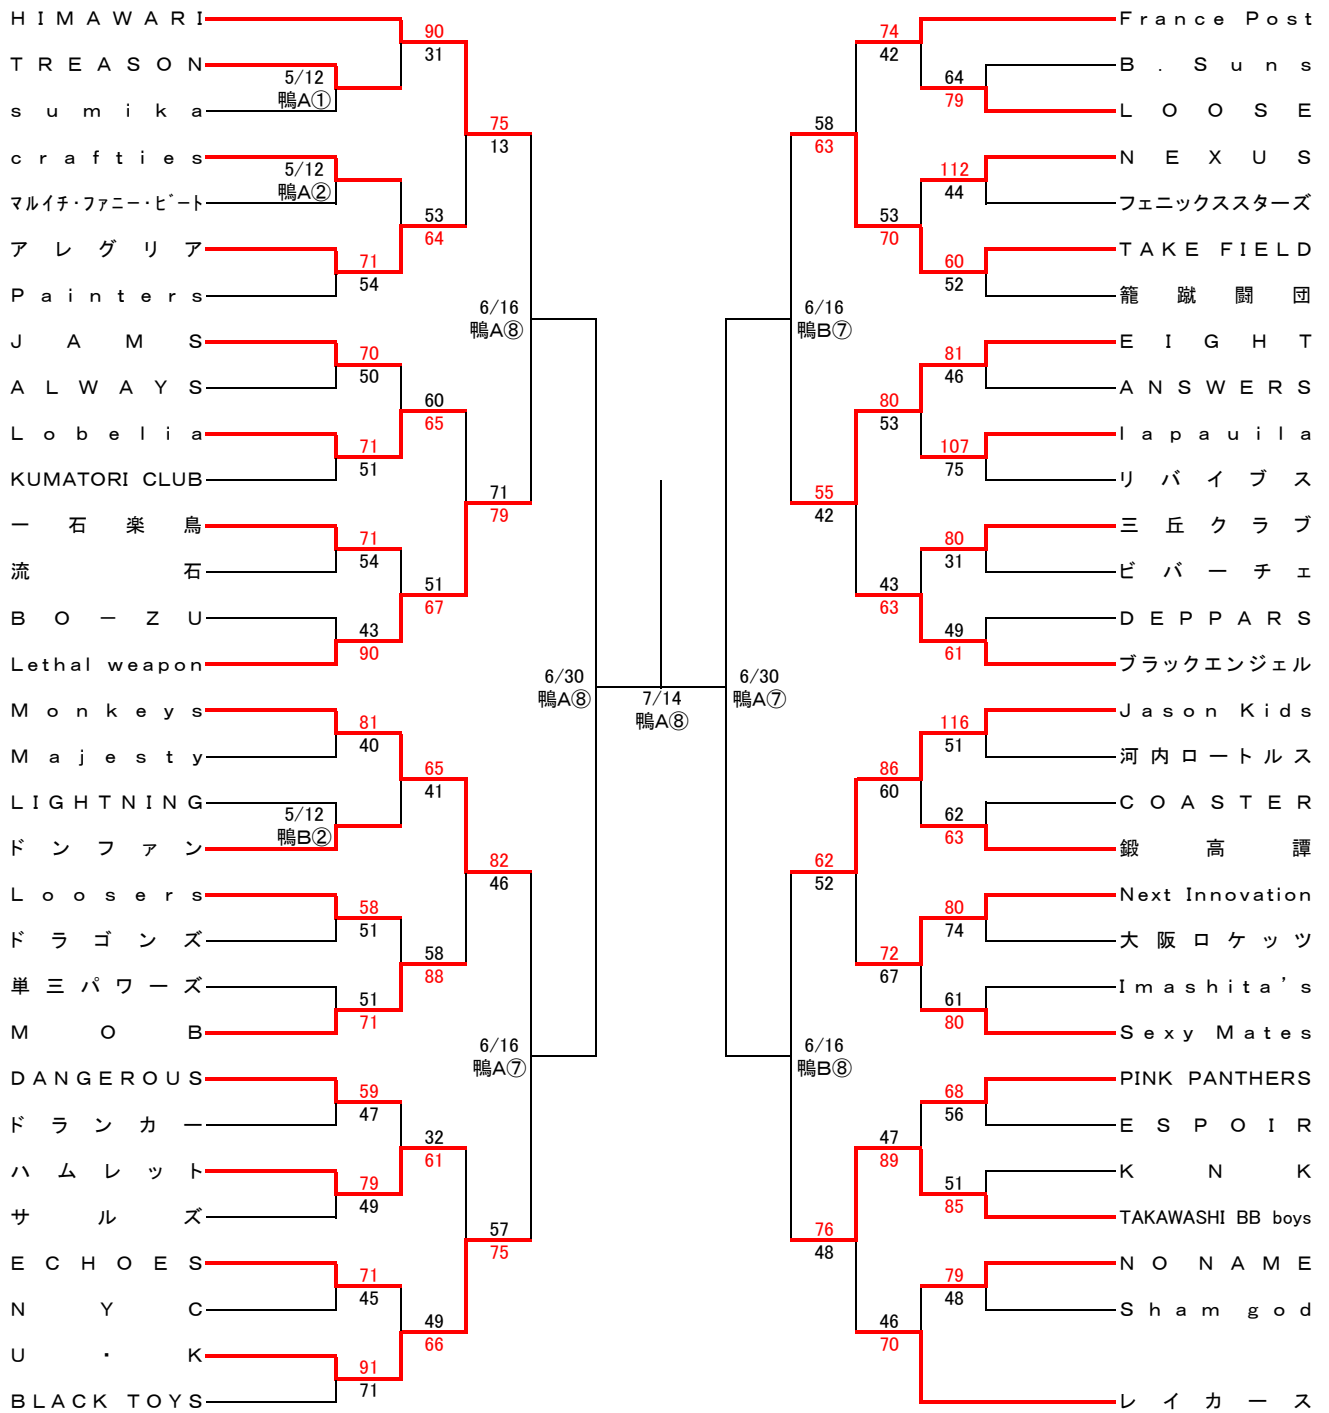 HIMAWARI
90
31
TREASON
5/12
鴨A①
sumika
75
13
crafties
5/12
鴨A②
マルイチ・ファニー・ビート
53
64
アレグリア
71
54
Painters
6/16
鴨A⑧
JAMS
70
50
ALWAYS
60
65
Lobelia
71
51
KUMATORI CLUB
71
79
一石楽鳥
71
54
流石
51
67
BO－ZU
43
90
Lethal weapon
6/30
鴨A⑧
Monkeys
81
40
Majesty
65
41
LIGHTNING
5/12
鴨B②
ドンファン
82
46
Loosers
58
51
ドラゴンズ
58
88
単三パワーズ
51
71
MOB
6/16
鴨A⑦
DANGEROUS
59
47
ドランカー
32
61
ハムレット
79
49
サルズ
57
75
ECHOES
71
45
NYC
49
66
U・K
91
71
BLACK TOYS
7/14
鴨A⑧
France Post
74
42
B.Suns
64
79
LOOSE
58
63
NEXUS
112
44
フェニックススターズ
53
70
TAKE FIELD
60
52
籠蹴闘団
6/16
鴨B⑦
EIGHT
81
46
ANSWERS
80
53
lapauila
107
75
リバイブス
55
42
三丘クラブ
80
31
ビバーチェ
43
63
DEPPARS
49
61
ブラックエンジェル
6/30
鴨A⑦
Jason Kids
116
51
河内ロートルス
86
60
COASTER
62
63
鍛高譚
62
52
Next Innovation
80
74
大阪ロケッツ
72
67
Imashita's
61
80
Sexy Mates
6/16
鴨B⑧
PINK PANTHERS
68
56
ESPOIR
47
89
KNK
51
85
TAKAWASHI BB boys
76
48
NO NAME
79
48
Sham god
46
70
レイカース